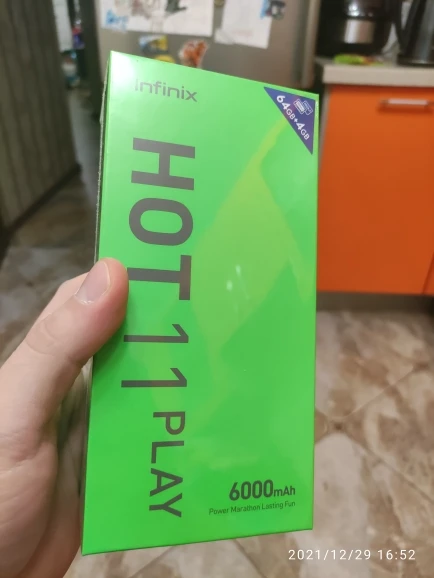 Infinix
64GB+4GB
HOT 11 PLAY
6000mAh
Power Marathon Lasting Fun
2021/12/29 16:52